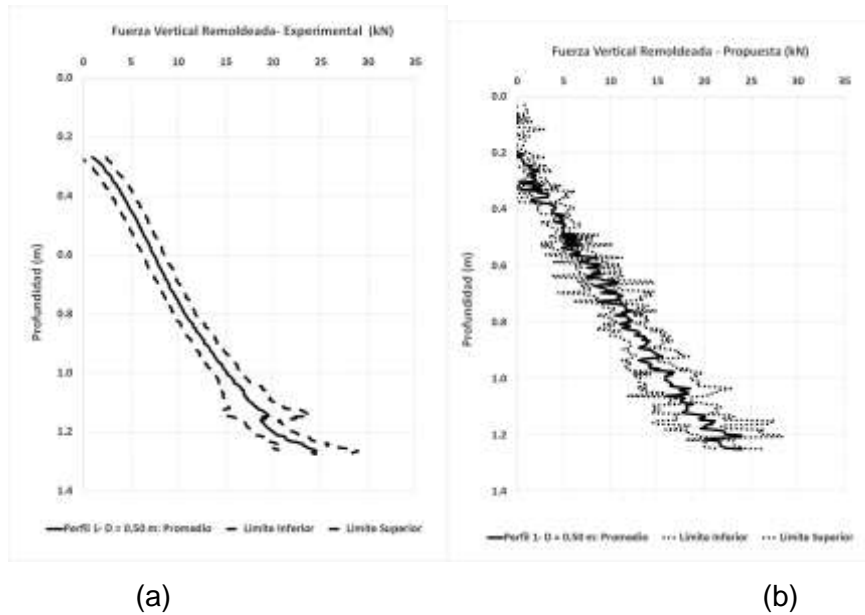 Fuerza Vertical Remoldeada- Experimental (kN)
0 5 10 15 20 25 30 35
0.0
0.2
0.4
0.6
0.8
1.0
1.2
1.4
Profundidad (m)
Perfil 1- D = 0,50 m: Promedio Limite Inferior Limite Superior
(a)
Fuerza Vertical Remoldeada - Propuesta (kN)
0 5 10 15 20 25 30 35
0.0
0.2
0.4
0.6
0.8
1.0
1.2
1.4
Profundidad (m)
Perfil 1- D = 0,50 m: Promedio Limite Inferior Limite Superior
(b)